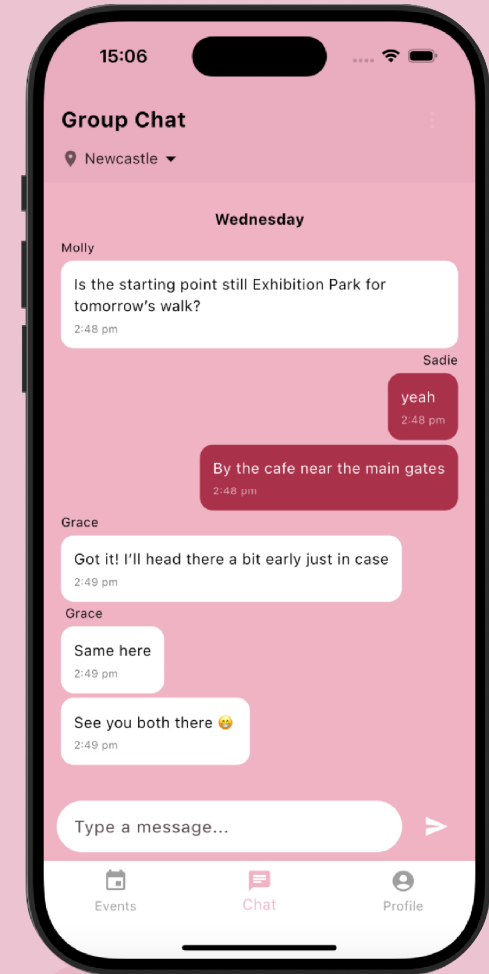 15:06
Group Chat
Newcastle
Wednesday
Molly
Is the starting point still Exhibition Park for
tomorrow's walk?
2:48 pm
Sadie
yeah
2:48 pm
By the cafe near the main gates
2:48 pm
Grace
Got it! I'll head there a bit early just in case
2:49 pm
Grace
Same here
2:49 pm
See you both there 😁
2:49 pm
Type a message...
Events
Chat
Profile